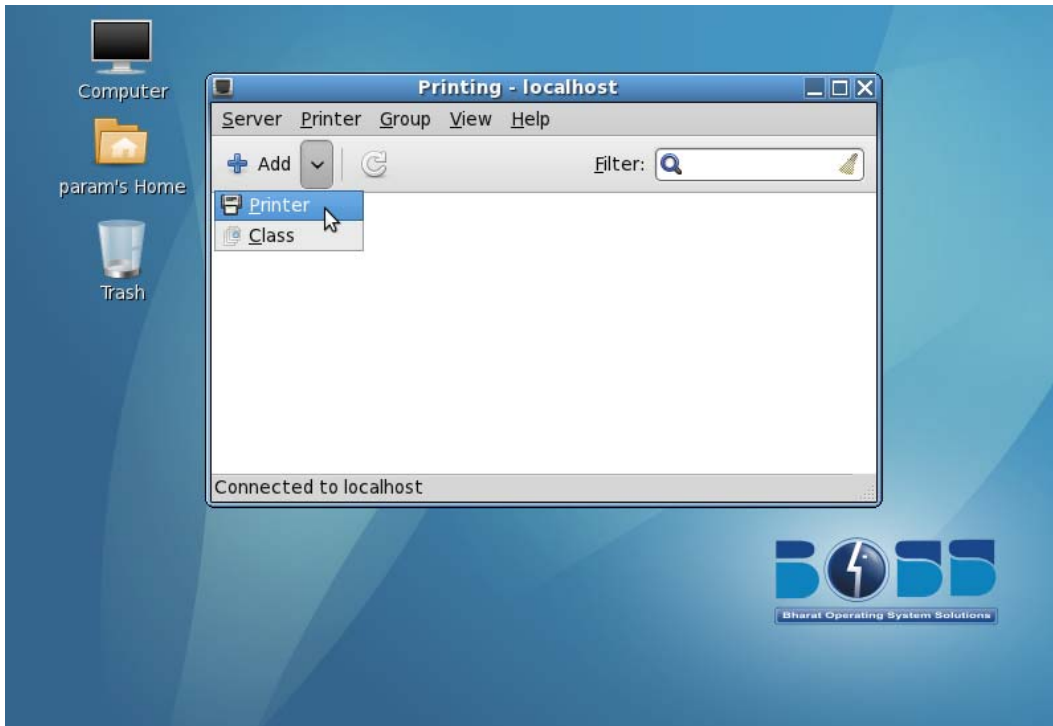 Computer
param's Home
Trash
Printing - localhost
Server Printer Group View Help
Add Filter:
Printer
Class
Connected to localhost
BOSS
Bharat Operating System Solutions